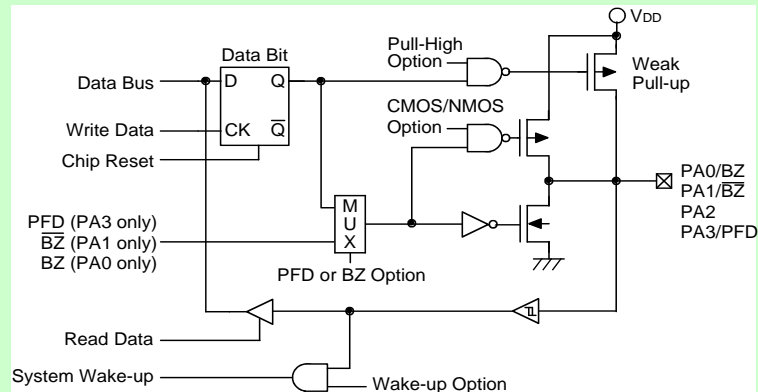 VDD
Pull-High
Option
Weak
Pull-up
Data Bit
Data Bus
D
Q
CMOS/NMOS
Option
Write Data
CK
Q̅
Chip Reset
PA0/BZ
PA1/B̅Z̅
PA2
PA3/PFD
M
U
X
PFD (PA3 only)
B̅Z̅ (PA1 only)
BZ (PA0 only)
PFD or BZ Option
Read Data
System Wake-up
Wake-up Option